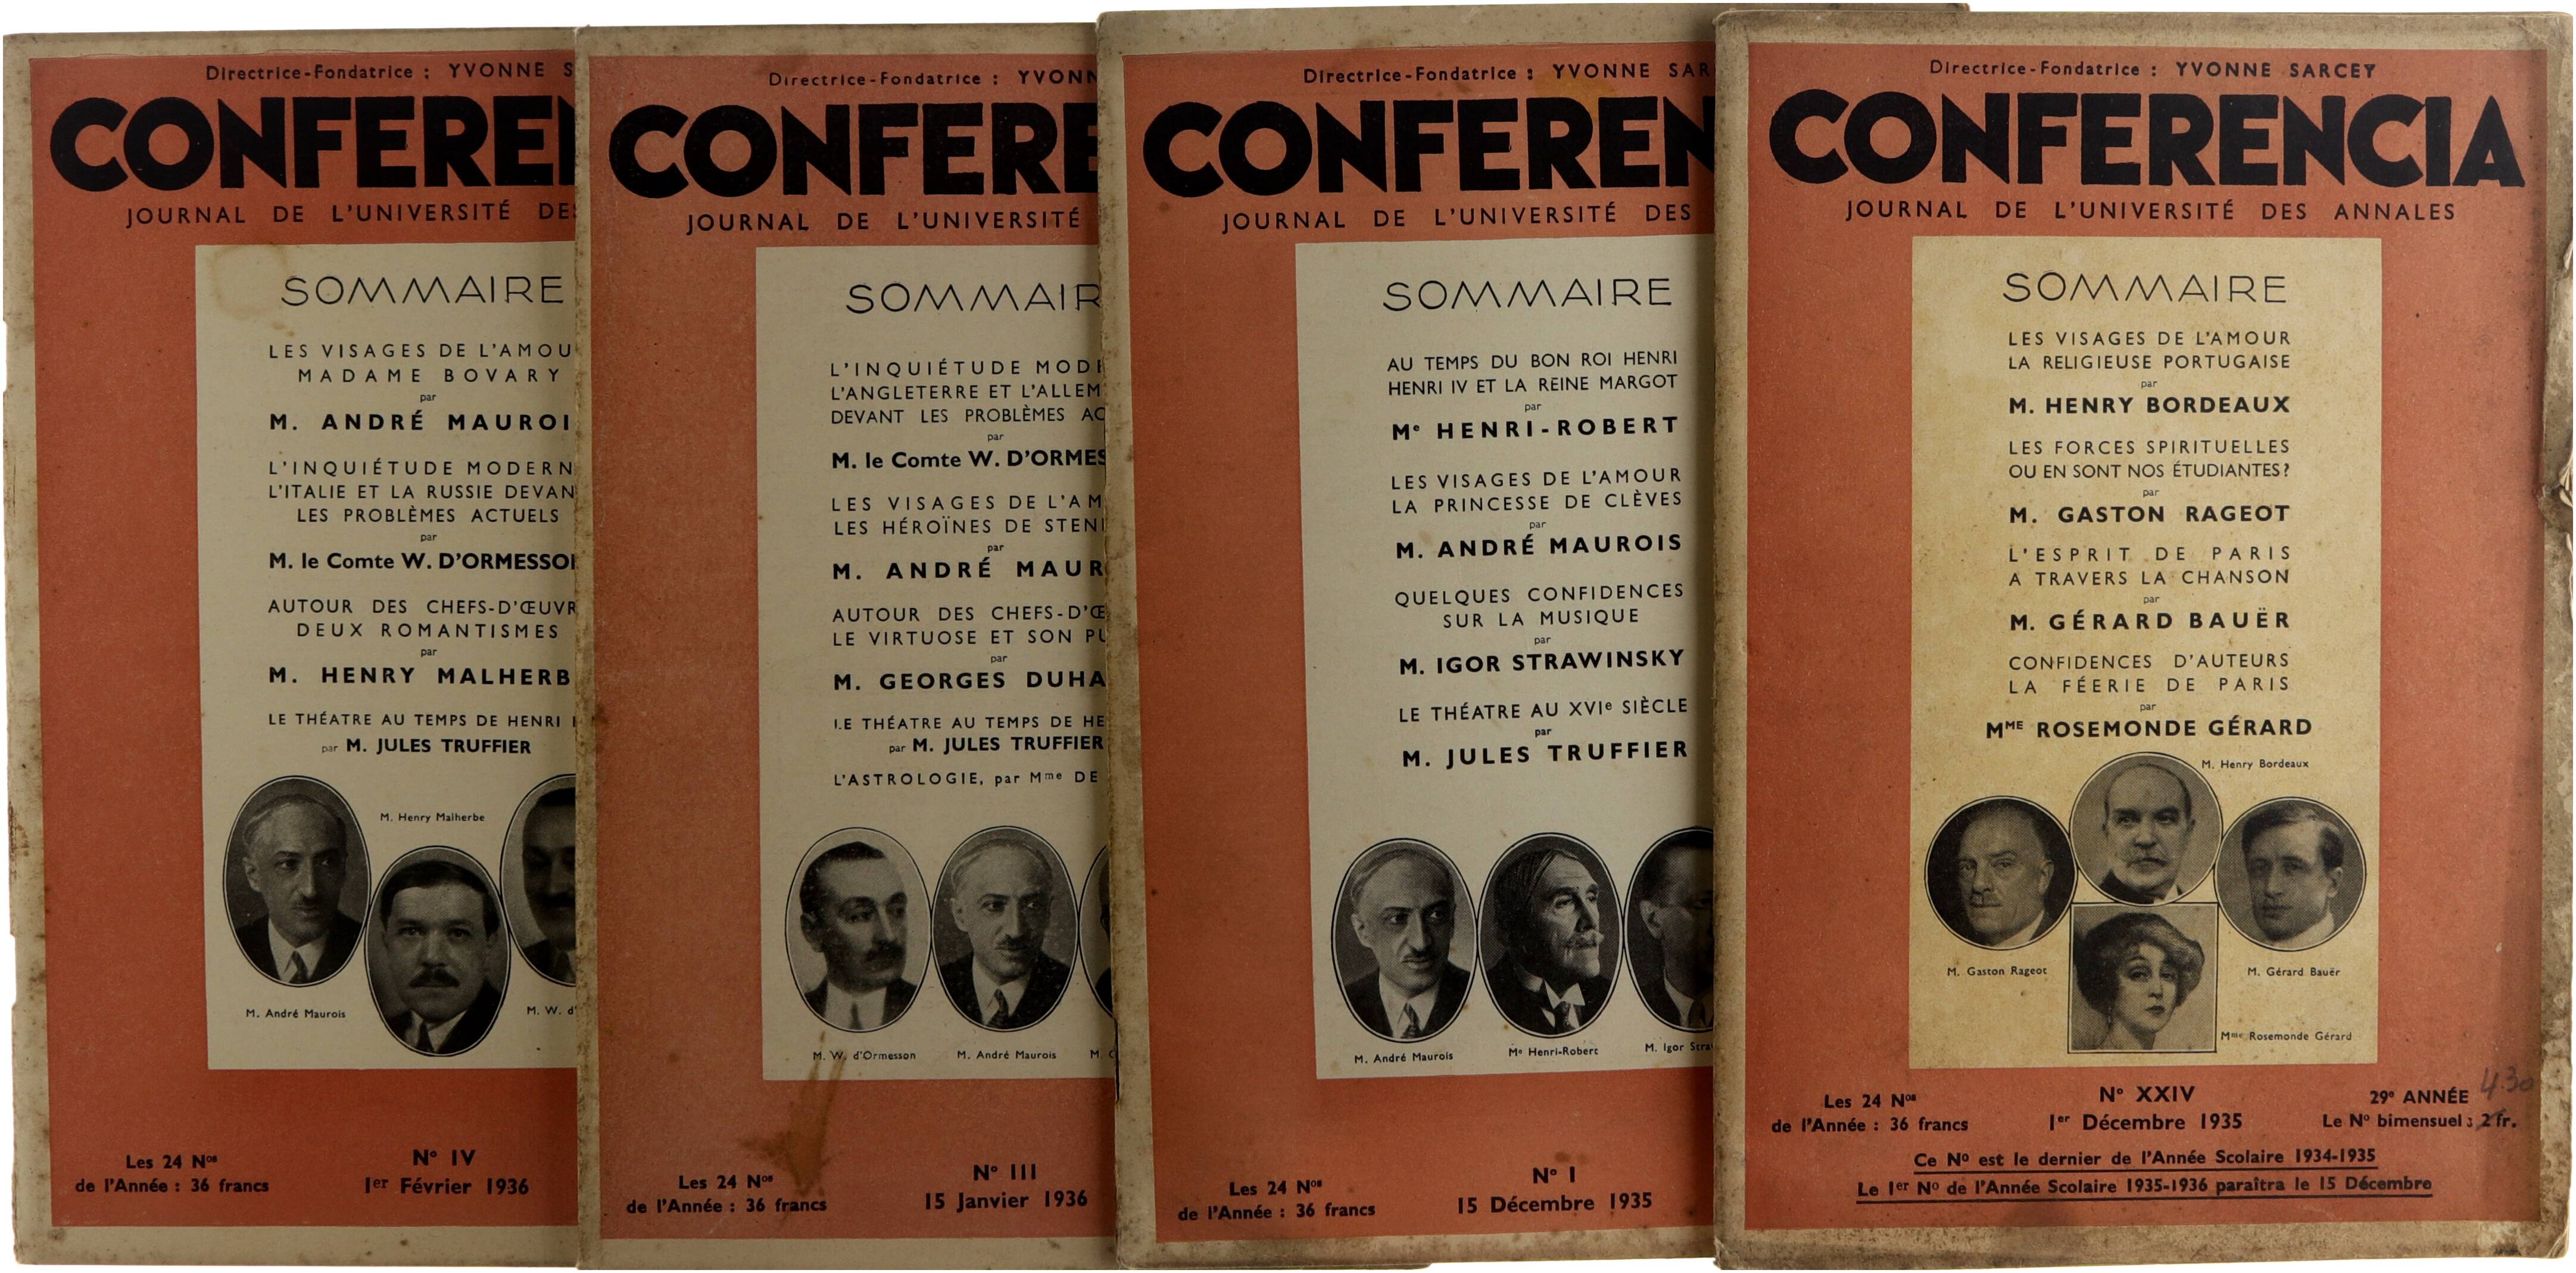 Directrice-Fondatrice : YVONNE S
CONFEREN
JOURNAL DE L'UNIVERSITÉ DES
SOMMAIRE
LES VISAGES DE L'AMOU
MADAME BOVARY
par
M. ANDRÉ MAUROI
L'INQUIÉTUDE MODERN
L'ITALIE ET LA RUSSIE DEVAN
LES PROBLÈMES ACTUELS
par
M. le Comte W. D'ORMESSON
AUTOUR DES CHEFS-D'ŒUVR
DEUX ROMANTISMES
par
M. HENRY MALHERB
LE THÉATRE AU TEMPS DE HENRI I
par M. JULES TRUFFIER
M. Henry Malherbe
M. André Maurois
M. W. d'
Les 24 Nos
de l'Année : 36 francs
N° IV
1er Février 1936
Directrice-Fondatrice : YVONN
CONFERE
JOURNAL DE L'UNIVERSITÉ
SOMMAIR
L'INQUIÉTUDE MODE
L'ANGLETERRE ET L'ALLEM
DEVANT LES PROBLÈMES AC
par
M. le Comte W. D'ORMES
LES VISAGES DE L'AM
LES HÉROÏNES DE STEN
par
M. ANDRÉ MAUR
AUTOUR DES CHEFS-D'Œ
LE VIRTUOSE ET SON PU
par
M. GEORGES DUHA
LE THÉATRE AU TEMPS DE HE
par M. JULES TRUFFIER
L'ASTROLOGIE, par Mme DE
M. W. d'Ormesson
M. André Maurois
M.
Les 24 Nos
de l'Année : 36 francs
N° III
15 Janvier 1936
Directrice-Fondatrice : YVONNE SAR
CONFEREN
JOURNAL DE L'UNIVERSITÉ DES
SOMMAIRE
AU TEMPS DU BON ROI HENRI
HENRI IV ET LA REINE MARGOT
par
Me HENRI-ROBERT
LES VISAGES DE L'AMOUR
LA PRINCESSE DE CLÈVES
par
M. ANDRÉ MAUROIS
QUELQUES CONFIDENCES
SUR LA MUSIQUE
par
M. IGOR STRAWINSKY
LE THÉATRE AU XVIe SIÈCLE
par
M. JULES TRUFFIER
M. André Maurois
Me Henri-Robert
M. Igor Stra
Les 24 Nos
de l'Année : 36 francs
N° I
15 Décembre 1935
Directrice-Fondatrice : YVONNE SARCEY
CONFERENCIA
JOURNAL DE L'UNIVERSITÉ DES ANNALES
SOMMAIRE
LES VISAGES DE L'AMOUR
LA RELIGIEUSE PORTUGAISE
par
M. HENRY BORDEAUX
LES FORCES SPIRITUELLES
OU EN SONT NOS ÉTUDIANTES?
par
M. GASTON RAGEOT
L'ESPRIT DE PARIS
A TRAVERS LA CHANSON
par
M. GÉRARD BAUËR
CONFIDENCES D'AUTEURS
LA FÉERIE DE PARIS
par
MME ROSEMONDE GÉRARD
M. Henry Bordeaux
M. Gaston Rageot
M. Gérard Bauër
Mme Rosemonde Gérard
Les 24 Nos
de l'Année : 36 francs
N° XXIV
1er Décembre 1935
29e ANNÉE
4.30
Le N° bimensuel : 2 fr.
Ce N° est le dernier de l'Année Scolaire 1934-1935
Le 1er N° de l'Année Scolaire 1935-1936 paraîtra le 15 Décembre